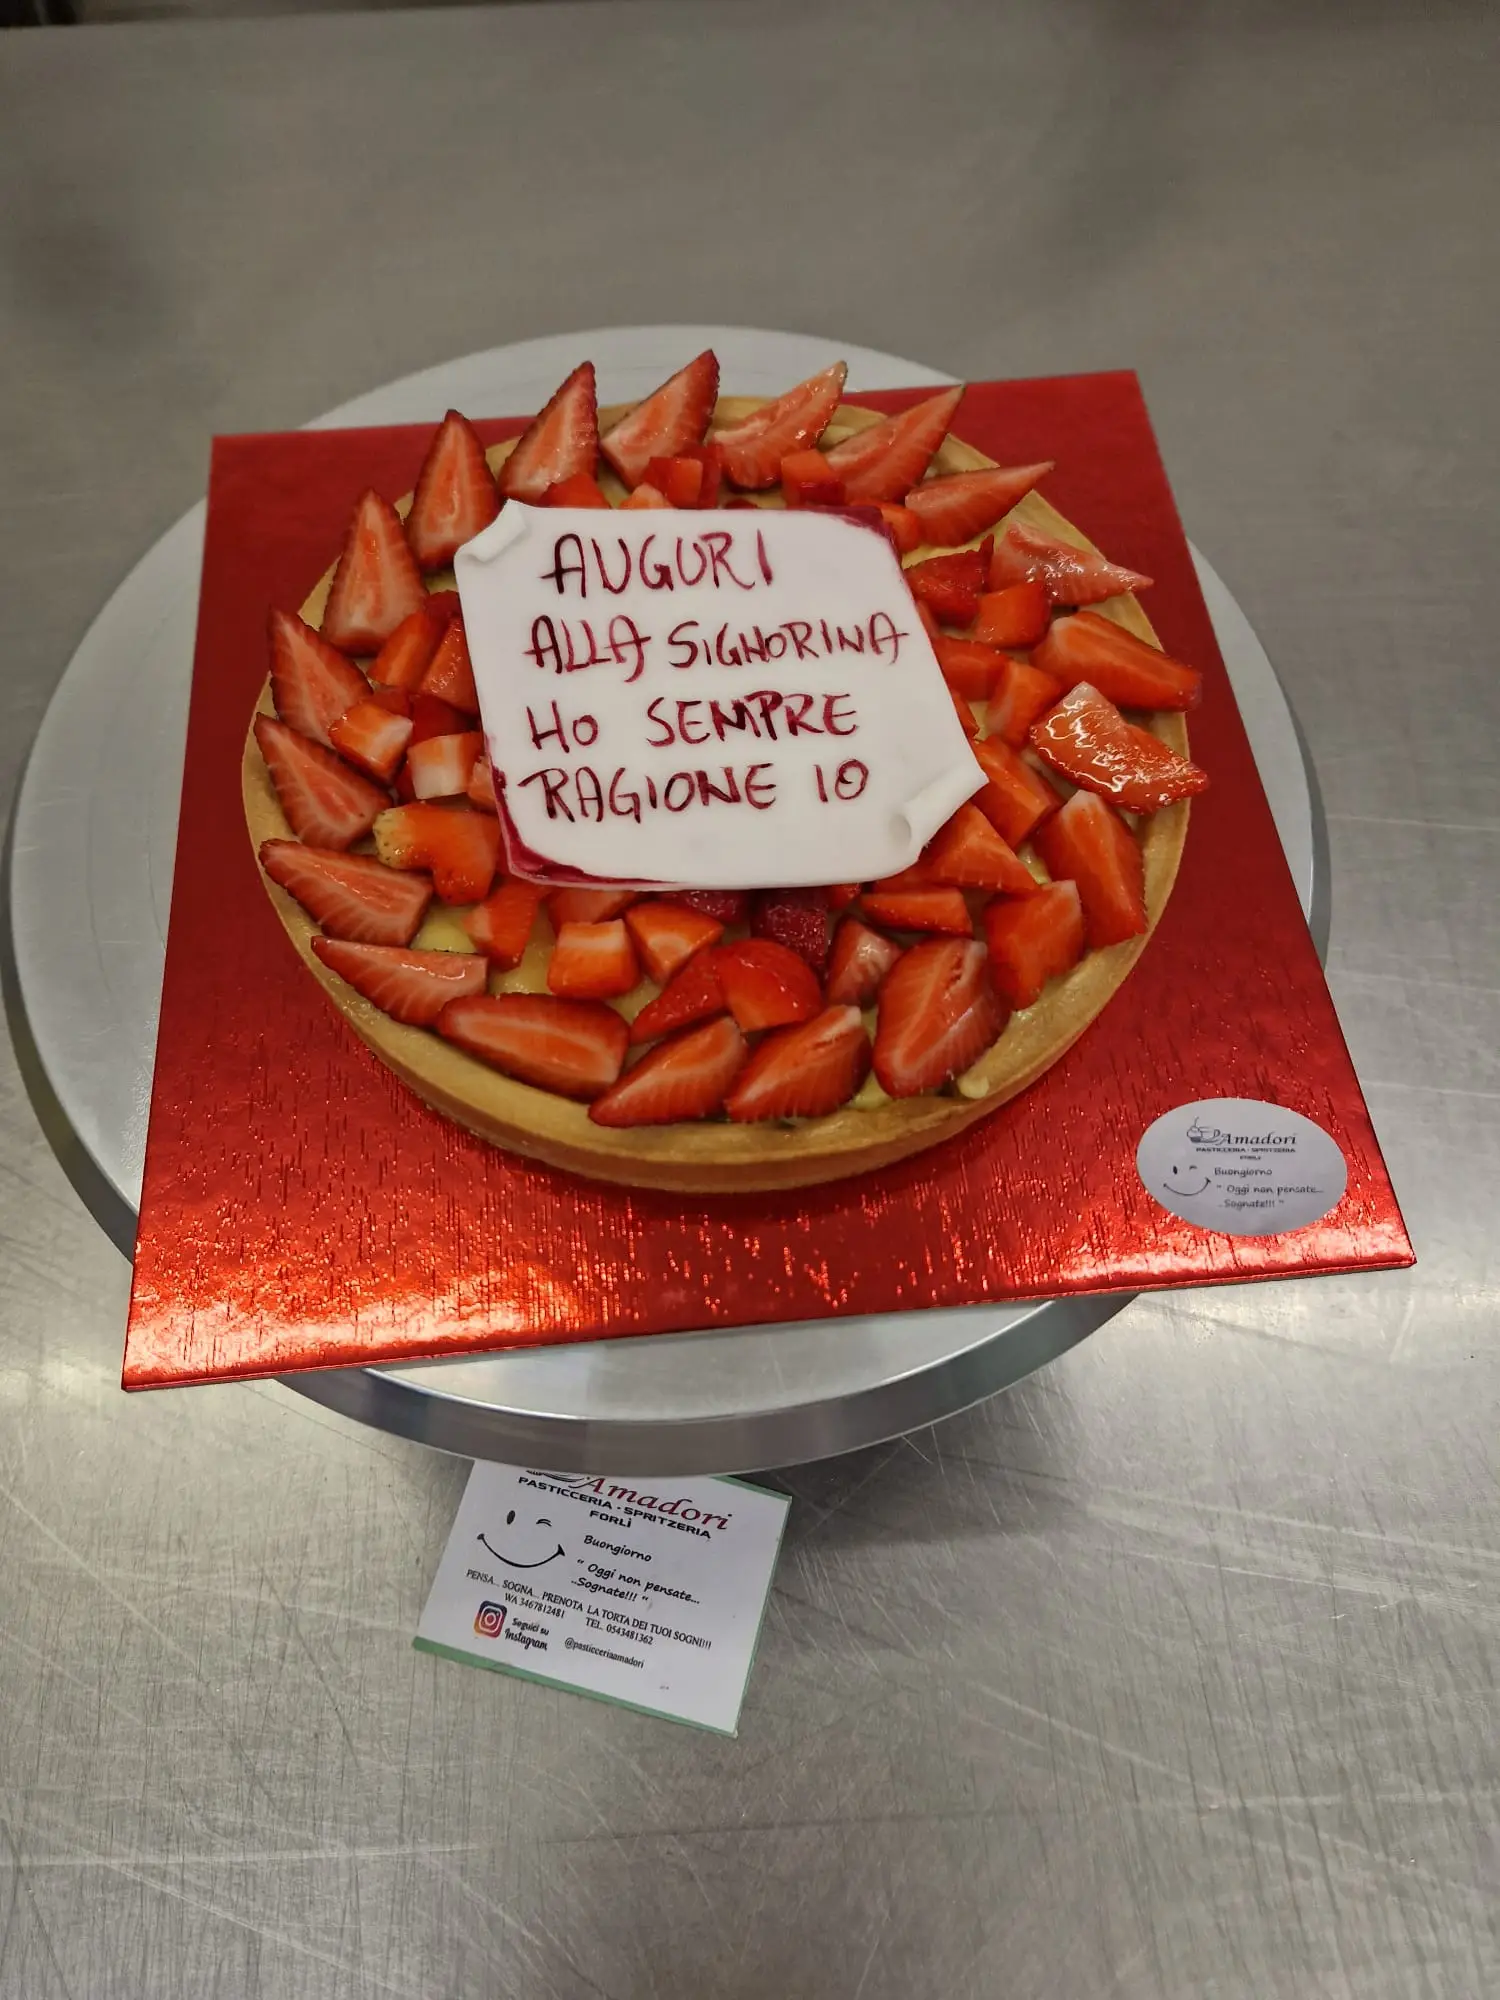 AUGURI
ALLA SIGNORINA
HO SEMPRE
RAGIONE IO
Amadori
PASTICCERIA - SPRITZERIA
FORLÌ
Buongiorno
" Oggi non pensate...
..Sognate!!! "
Amadori
PASTICCERIA - SPRITZERIA
FORLÌ
Buongiorno
" Oggi non pensate...
..Sognate!!! "
PENSA... SOGNA... PRENOTA LA TORTA DEI TUOI SOGNI!!!
WA 3467812481 TEL. 0543481362
Seguici su
Instagram
@pasticceriaamadori